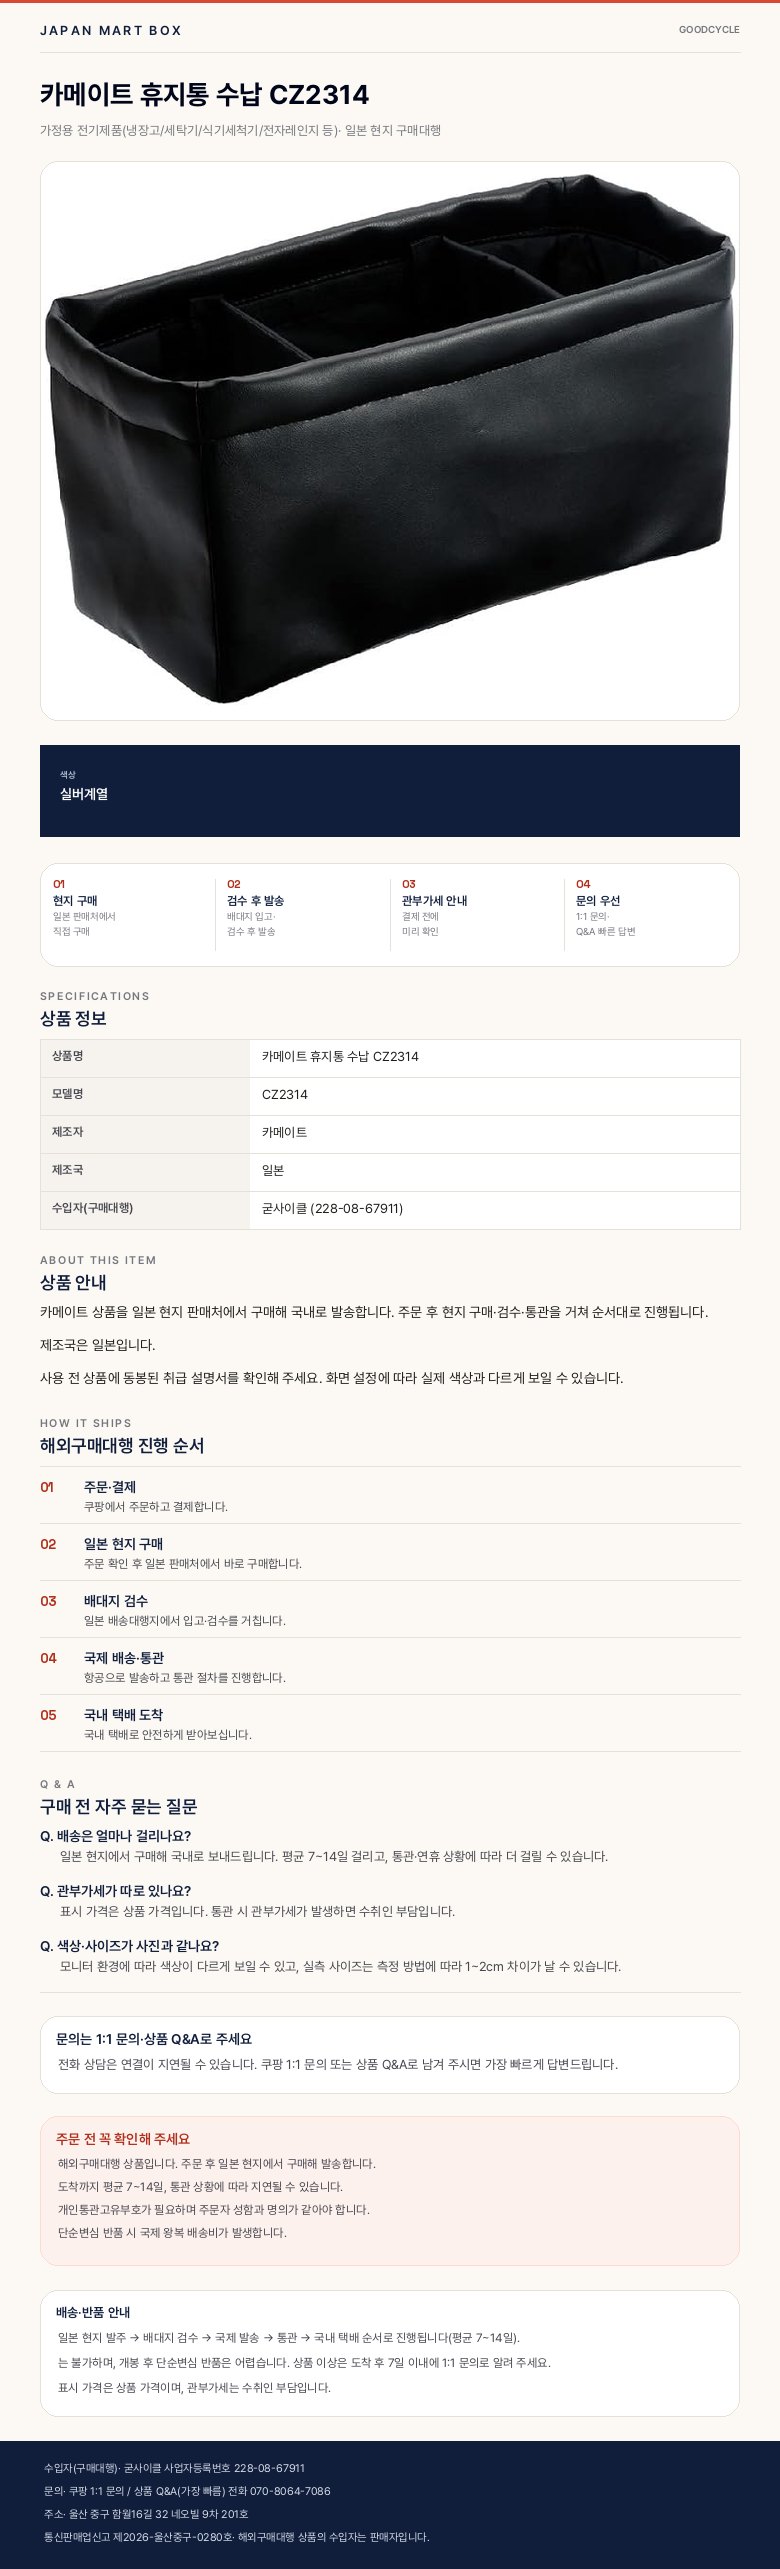 JAPAN MART BOX
GOODCYCLE
카메이트 휴지통 수납 CZ2314
가정용 전기제품(냉장고/세탁기/식기세척기/전자레인지 등)· 일본 현지 구매대행
색상
실버계열
01
현지 구매
일본 판매처에서
직접 구매
02
검수 후 발송
배대지 입고·
검수 후 발송
03
관부가세 안내
결제 전에
미리 확인
04
문의 우선
1:1 문의·
Q&A 빠른 답변
SPECIFICATIONS
상품 정보
상품명 카메이트 휴지통 수납 CZ2314
모델명 CZ2314
제조자 카메이트
제조국 일본
수입자(구매대행) 굳사이클 (228-08-67911)
ABOUT THIS ITEM
상품 안내
카메이트 상품을 일본 현지 판매처에서 구매해 국내로 발송합니다. 주문 후 현지 구매·검수·통관을 거쳐 순서대로 진행됩니다.
제조국은 일본입니다.
사용 전 상품에 동봉된 취급 설명서를 확인해 주세요. 화면 설정에 따라 실제 색상과 다르게 보일 수 있습니다.
HOW IT SHIPS
해외구매대행 진행 순서
01 주문·결제
쿠팡에서 주문하고 결제합니다.
02 일본 현지 구매
주문 확인 후 일본 판매처에서 바로 구매합니다.
03 배대지 검수
일본 배송대행지에서 입고·검수를 거칩니다.
04 국제 배송·통관
항공으로 발송하고 통관 절차를 진행합니다.
05 국내 택배 도착
국내 택배로 안전하게 받아보십니다.
Q & A
구매 전 자주 묻는 질문
Q. 배송은 얼마나 걸리나요?
일본 현지에서 구매해 국내로 보내드립니다. 평균 7~14일 걸리고, 통관·연휴 상황에 따라 더 걸릴 수 있습니다.
Q. 관부가세가 따로 있나요?
표시 가격은 상품 가격입니다. 통관 시 관부가세가 발생하면 수취인 부담입니다.
Q. 색상·사이즈가 사진과 같나요?
모니터 환경에 따라 색상이 다르게 보일 수 있고, 실측 사이즈는 측정 방법에 따라 1~2cm 차이가 날 수 있습니다.
문의는 1:1 문의·상품 Q&A로 주세요
전화 상담은 연결이 지연될 수 있습니다. 쿠팡 1:1 문의 또는 상품 Q&A로 남겨 주시면 가장 빠르게 답변드립니다.
주문 전 꼭 확인해 주세요
해외구매대행 상품입니다. 주문 후 일본 현지에서 구매해 발송합니다.
도착까지 평균 7~14일, 통관 상황에 따라 지연될 수 있습니다.
개인통관고유부호가 필요하며 주문자 성함과 명의가 같아야 합니다.
단순변심 반품 시 국제 왕복 배송비가 발생합니다.
배송·반품 안내
일본 현지 발주 → 배대지 검수 → 국제 발송 → 통관 → 국내 택배 순서로 진행됩니다(평균 7~14일).
는 불가하며, 개봉 후 단순변심 반품은 어렵습니다. 상품 이상은 도착 후 7일 이내에 1:1 문의로 알려 주세요.
표시 가격은 상품 가격이며, 관부가세는 수취인 부담입니다.
수입자(구매대행)· 굳사이클 사업자등록번호 228-08-67911
문의· 쿠팡 1:1 문의 / 상품 Q&A(가장 빠름) 전화 070-8064-7086
주소· 울산 중구 함월16길 32 네오빌 9차 201호
통신판매업신고 제2026-울산중구-0280호· 해외구매대행 상품의 수입자는 판매자입니다.